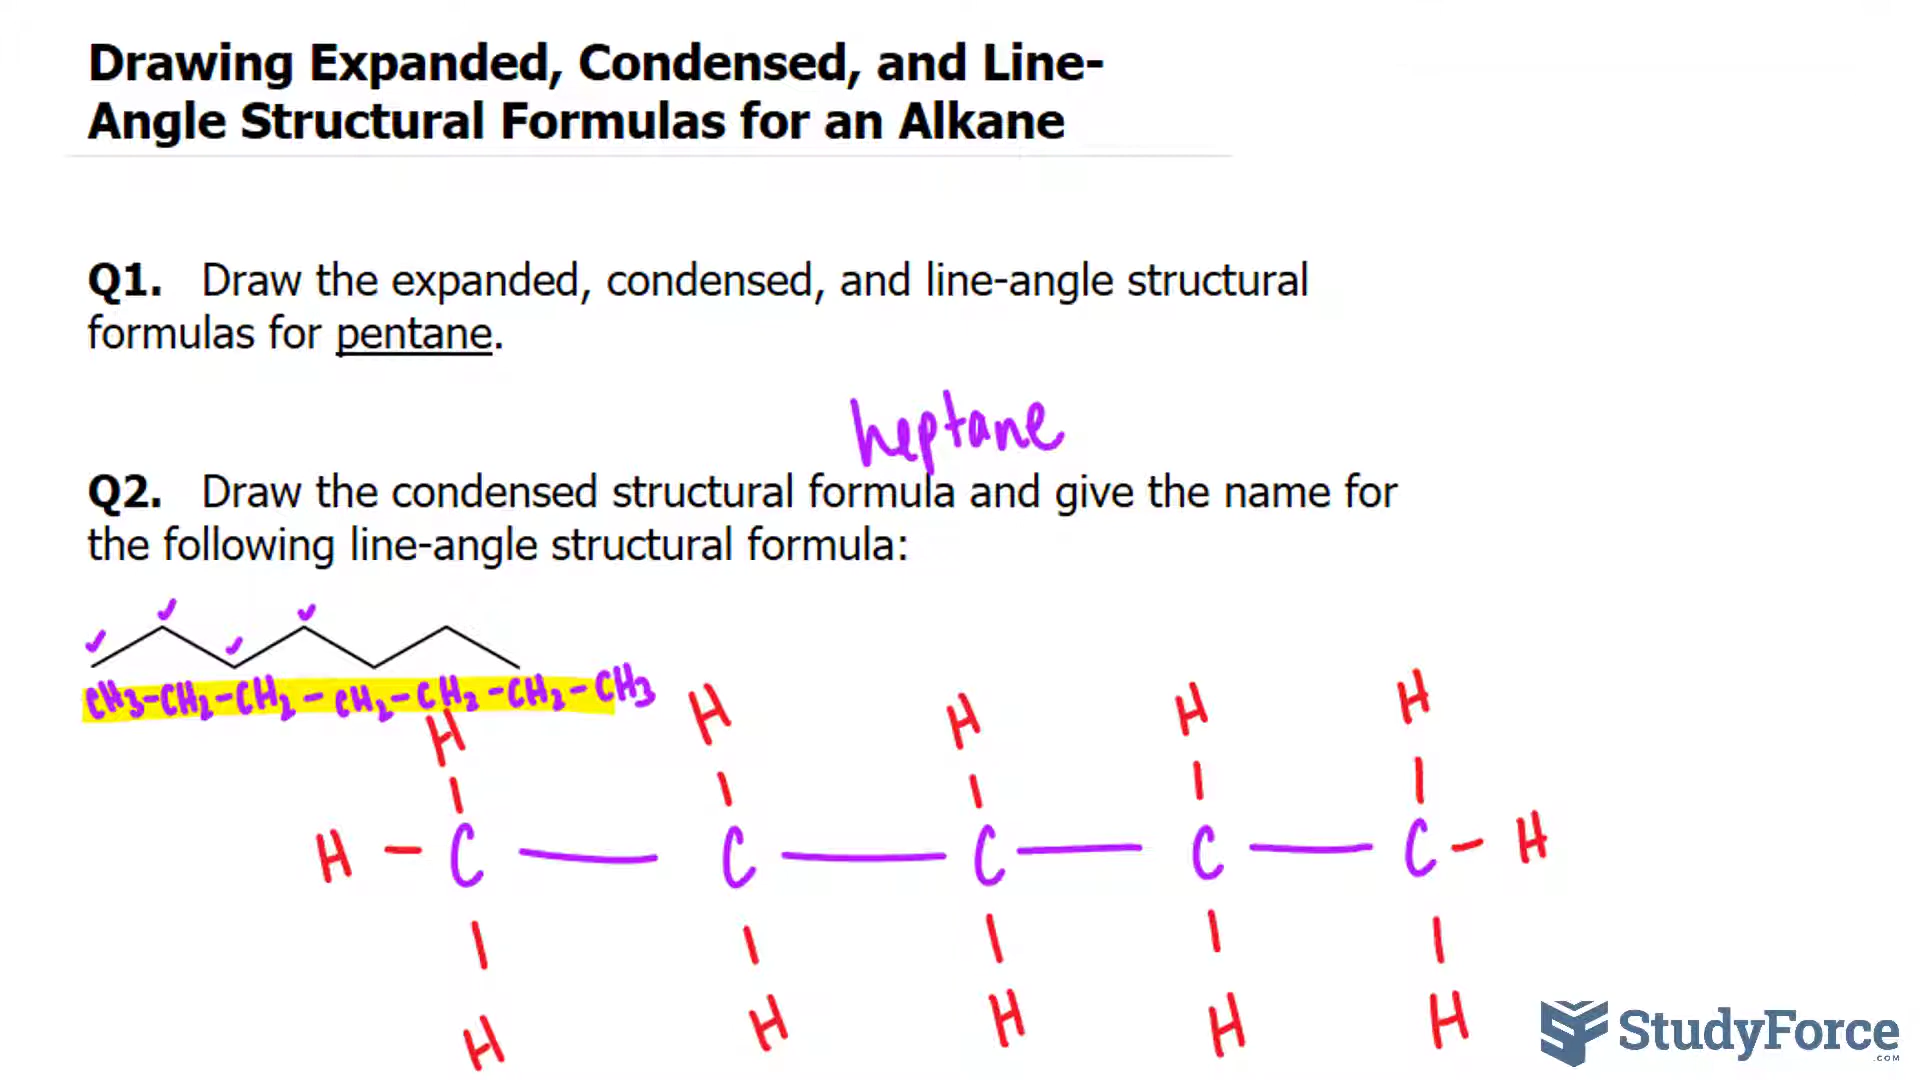 Drawing Expanded, Condensed, and Line-
Angle Structural Formulas for an Alkane
Q1. Draw the expanded, condensed, and line-angle structural
formulas for pentane.
heptane
Q2. Draw the condensed structural formula and give the name for
the following line-angle structural formula:
CH3-CH2-CH2-CH2-CH2-CH2-CH3
H H H H H
H - C — C — C — C — C - H
H H H H H
StudyForce
.COM